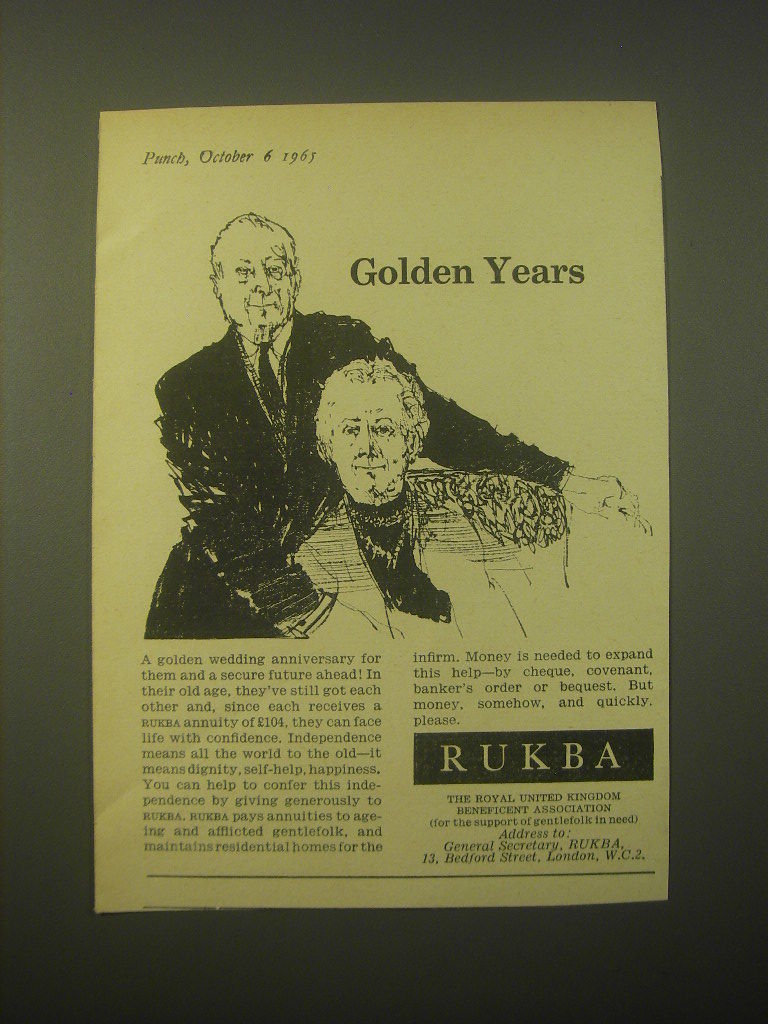 Punch, October 6 1965
Golden Years
A golden wedding anniversary for
them and a secure future ahead! In
their old age, they've still got each
other and, since each receives a
RUKBA annuity of £104, they can face
life with confidence. Independence
means all the world to the old—it
means dignity, self-help, happiness.
You can help to confer this inde-
pendence by giving generously to
RUKBA. RUKBA pays annuities to age-
ing and afflicted gentlefolk, and
maintains residential homes for the
infirm. Money is needed to expand
this help—by cheque, covenant,
banker's order or bequest. But
money, somehow, and quickly.
please.
RUKBA
THE ROYAL UNITED KINGDOM
BENEFICENT ASSOCIATION
(for the support of gentlefolk in need)
Address to:
General Secretary, RUKBA,
13, Bedford Street, London, W.C.2.